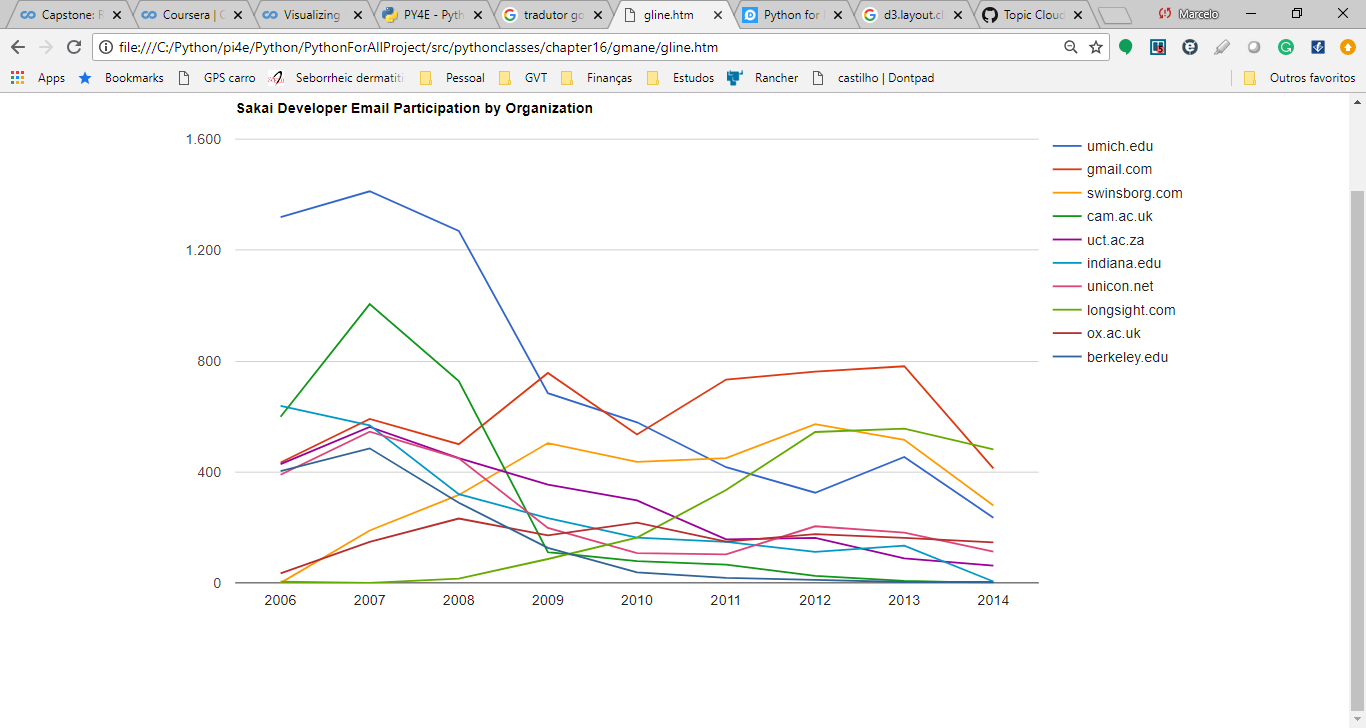 Capstone: R Coursera | C Visualizing PY4E - Pyth tradutor go gline.htm Python for d3.layout.cl Topic Cloud Marcelo
file:///C:/Python/pi4e/Python/PythonForAllProject/src/pythonclasses/chapter16/gmane/gline.htm
Apps Bookmarks GPS carro Seborrheic dermatiti Pessoal GVT Finanças Estudos Rancher castilho | Dontpad Outros favoritos
Sakai Developer Email Participation by Organization
1.600
1.200
800
400
0
2006 2007 2008 2009 2010 2011 2012 2013 2014
umich.edu
gmail.com
swinsborg.com
cam.ac.uk
uct.ac.za
indiana.edu
unicon.net
longsight.com
ox.ac.uk
berkeley.edu